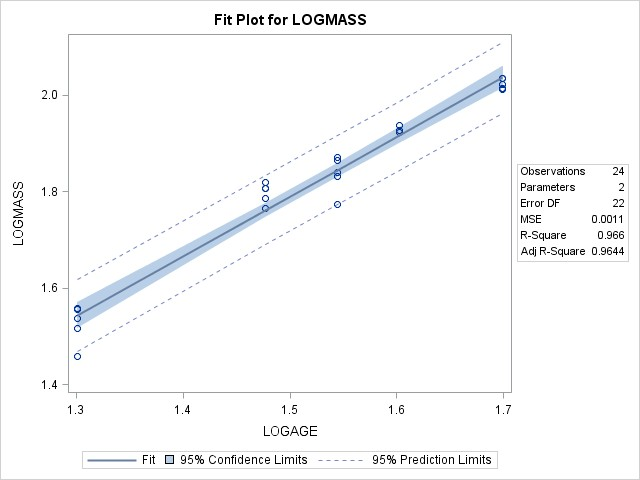 Fit Plot for LOGMASS
2.0
1.8
1.6
1.4
LOGMASS
1.3 1.4 1.5 1.6 1.7
LOGAGE
Observations 24
Parameters 2
Error DF 22
MSE 0.0011
R-Square 0.966
Adj R-Square 0.9644
Fit 95% Confidence Limits 95% Prediction Limits